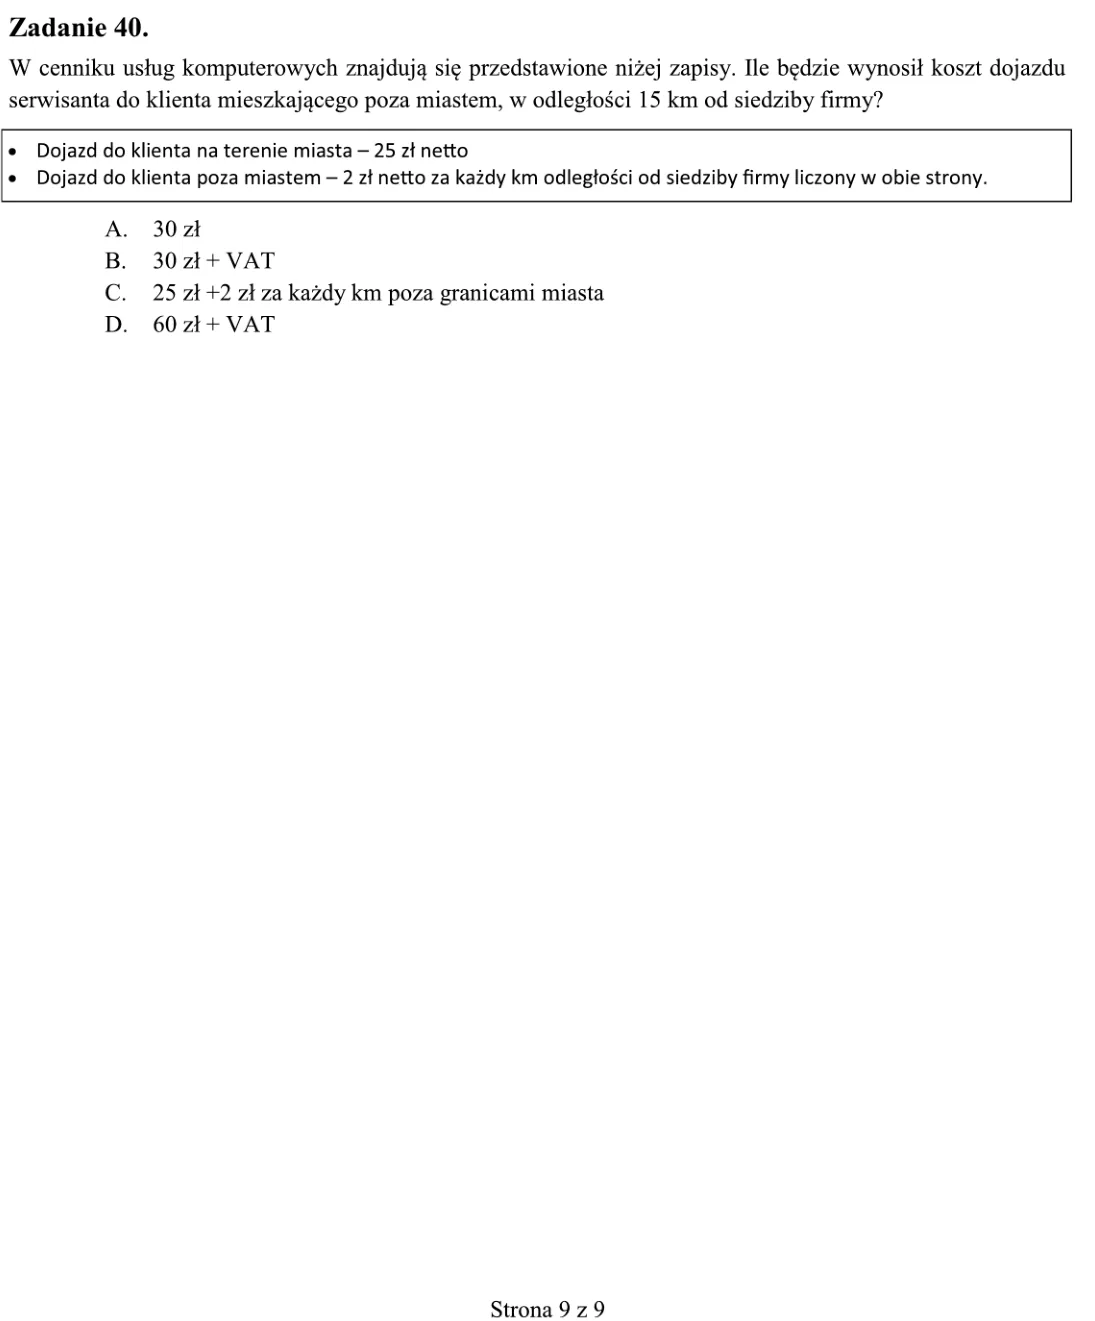 Zadanie 40.
W cenniku usług komputerowych znajdują się przedstawione niżej zapisy. Ile będzie wynosił koszt dojazdu
serwisanta do klienta mieszkającego poza miastem, w odległości 15 km od siedziby firmy?
• Dojazd do klienta na terenie miasta – 25 zł netto
• Dojazd do klienta poza miastem – 2 zł netto za każdy km odległości od siedziby firmy liczony w obie strony.
A. 30 zł
B. 30 zł + VAT
C. 25 zł +2 zł za każdy km poza granicami miasta
D. 60 zł + VAT
Strona 9 z 9